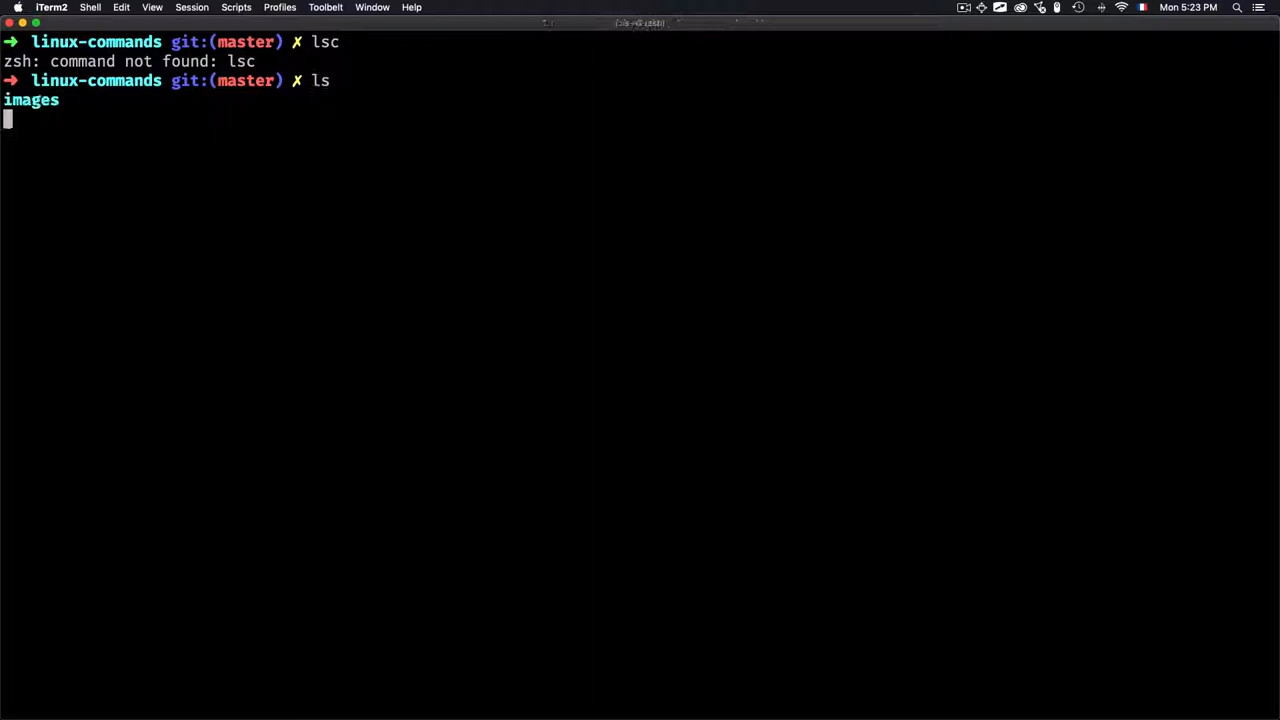 iTerm2 Shell Edit View Session Scripts Profiles Toolbelt Window Help Mon 5:23 PM
➜ linux-commands git:(master) ✗ lsc
zsh: command not found: lsc
➜ linux-commands git:(master) ✗ ls
images